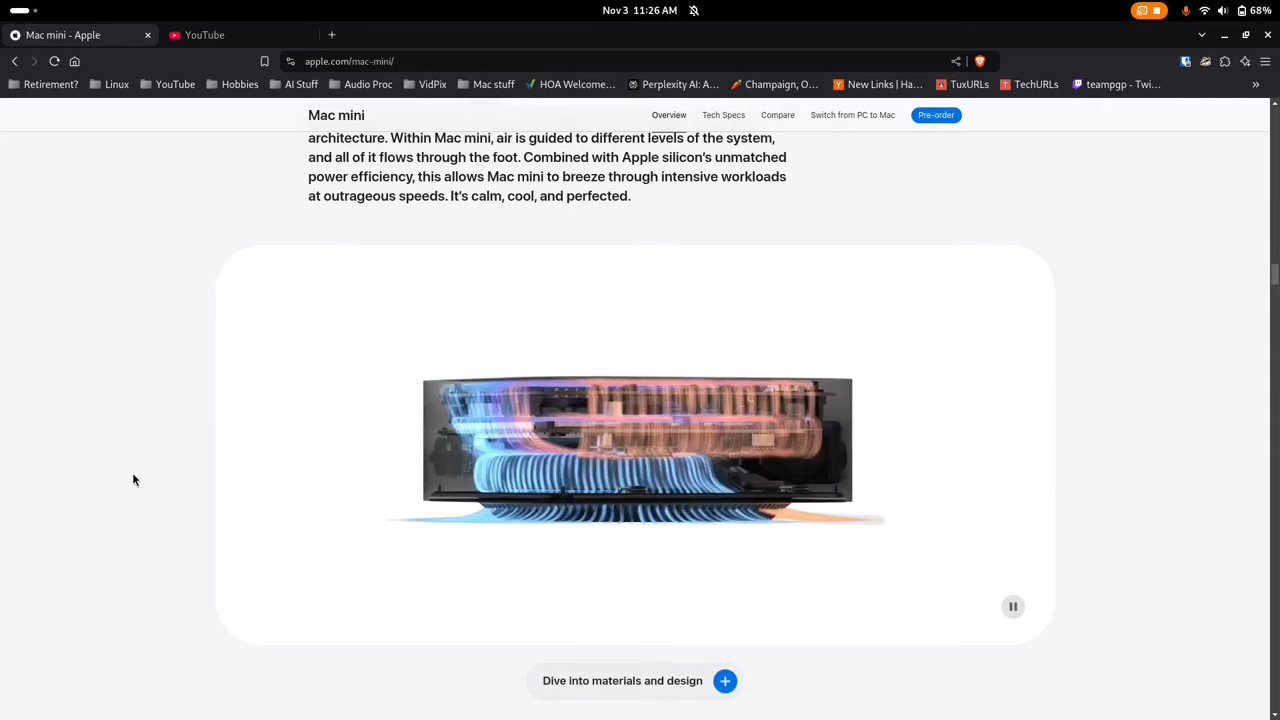 Nov 3 11:26 AM
68%
Mac mini - Apple
YouTube
apple.com/mac-mini/
Retirement? Linux YouTube Hobbies AI Stuff Audio Proc VidPix Mac stuff HOA Welcome... Perplexity AI: A... Champaign, O... New Links | Ha... TuxURLs TechURLs teampgp - Twi...
Mac mini Overview Tech Specs Compare Switch from PC to Mac Pre-order
architecture. Within Mac mini, air is guided to different levels of the system,
and all of it flows through the foot. Combined with Apple silicon’s unmatched
power efficiency, this allows Mac mini to breeze through intensive workloads
at outrageous speeds. It’s calm, cool, and perfected.
Dive into materials and design